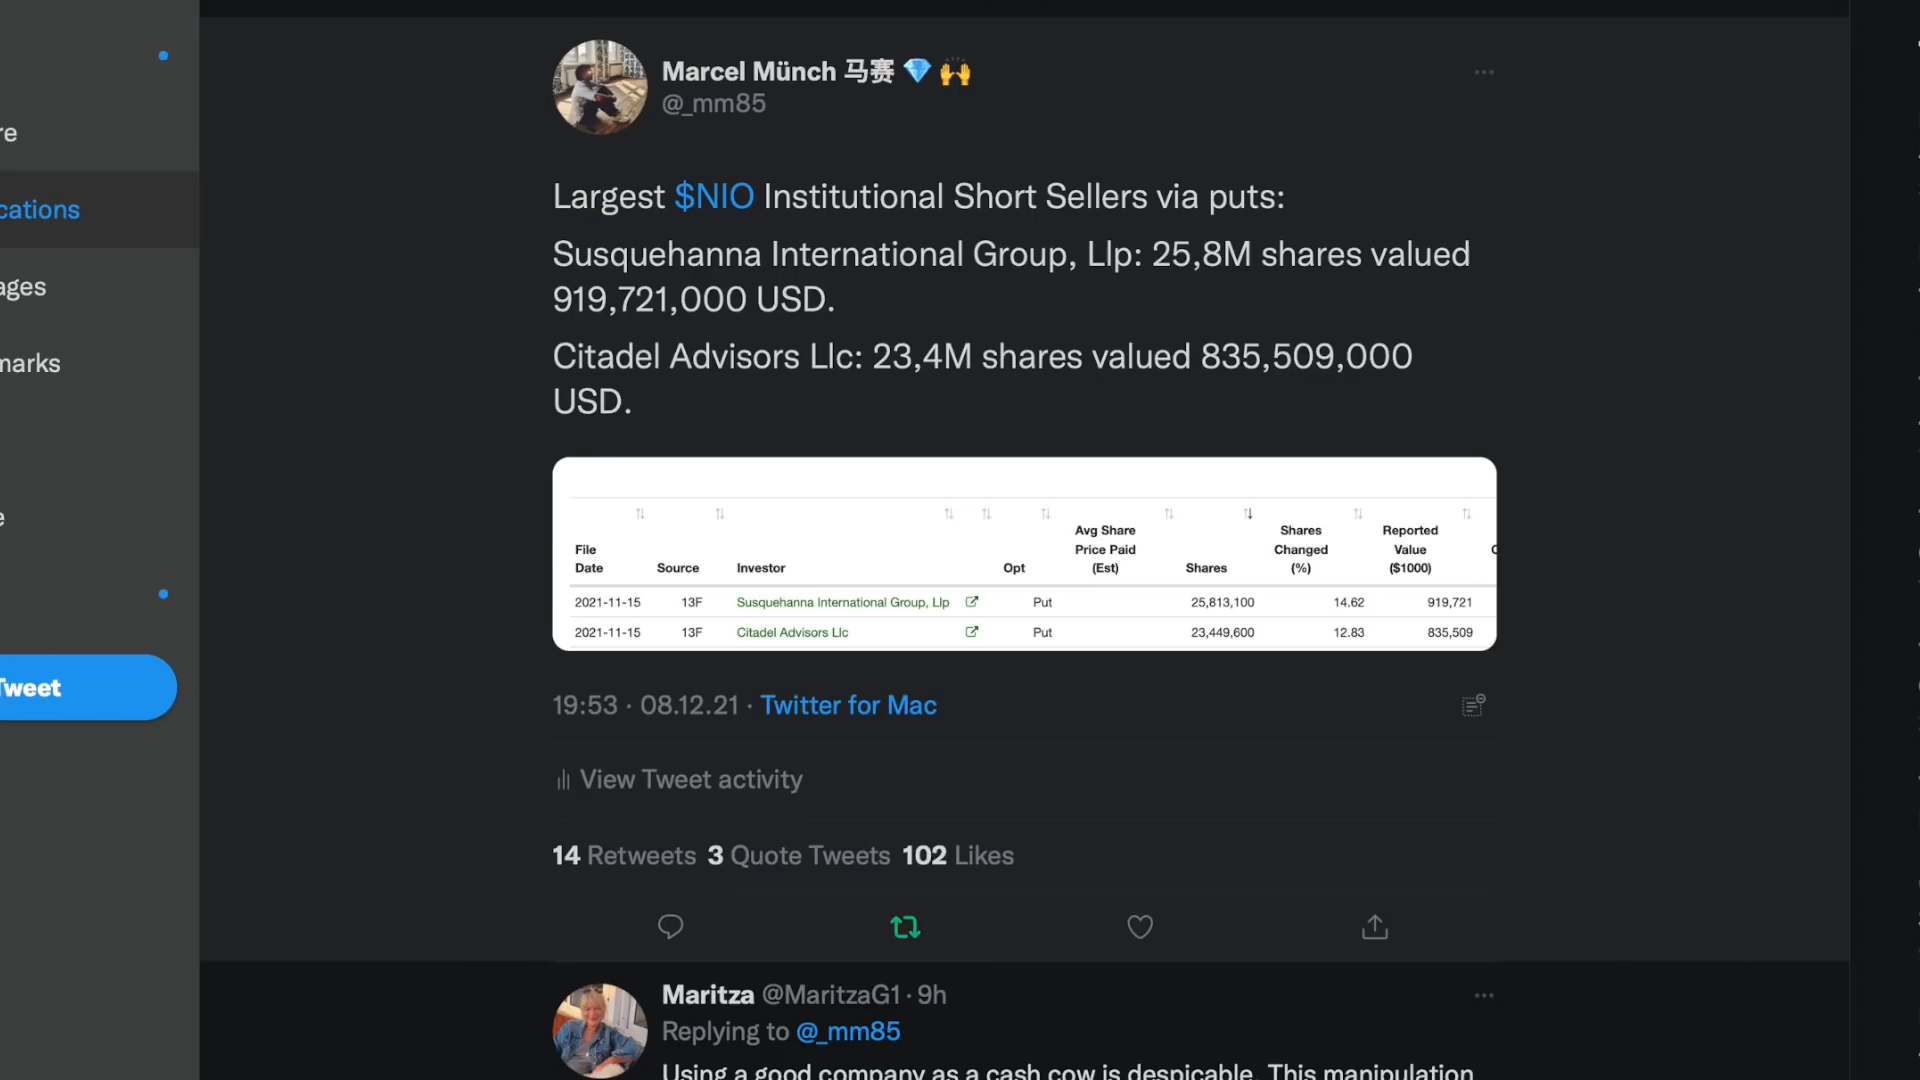 re
cations
ages
marks
e
Tweet
Marcel Münch 马赛 💎 🙌
@_mm85
Largest $NIO Institutional Short Sellers via puts:
Susquehanna International Group, Llp: 25,8M shares valued
919,721,000 USD.
Citadel Advisors Llc: 23,4M shares valued 835,509,000
USD.
File Date Source Investor Opt Avg Share Price Paid (Est) Shares Shares Changed (%) Reported Value ($1000)
2021-11-15 13F Susquehanna International Group, Llp Put 25,813,100 14.62 919,721
2021-11-15 13F Citadel Advisors Llc Put 23,449,600 12.83 835,509
19:53 · 08.12.21 · Twitter for Mac
View Tweet activity
14 Retweets 3 Quote Tweets 102 Likes
Maritza @MaritzaG1 · 9h
Replying to @_mm85
Using a good company as a cash cow is despicable. This manipulation